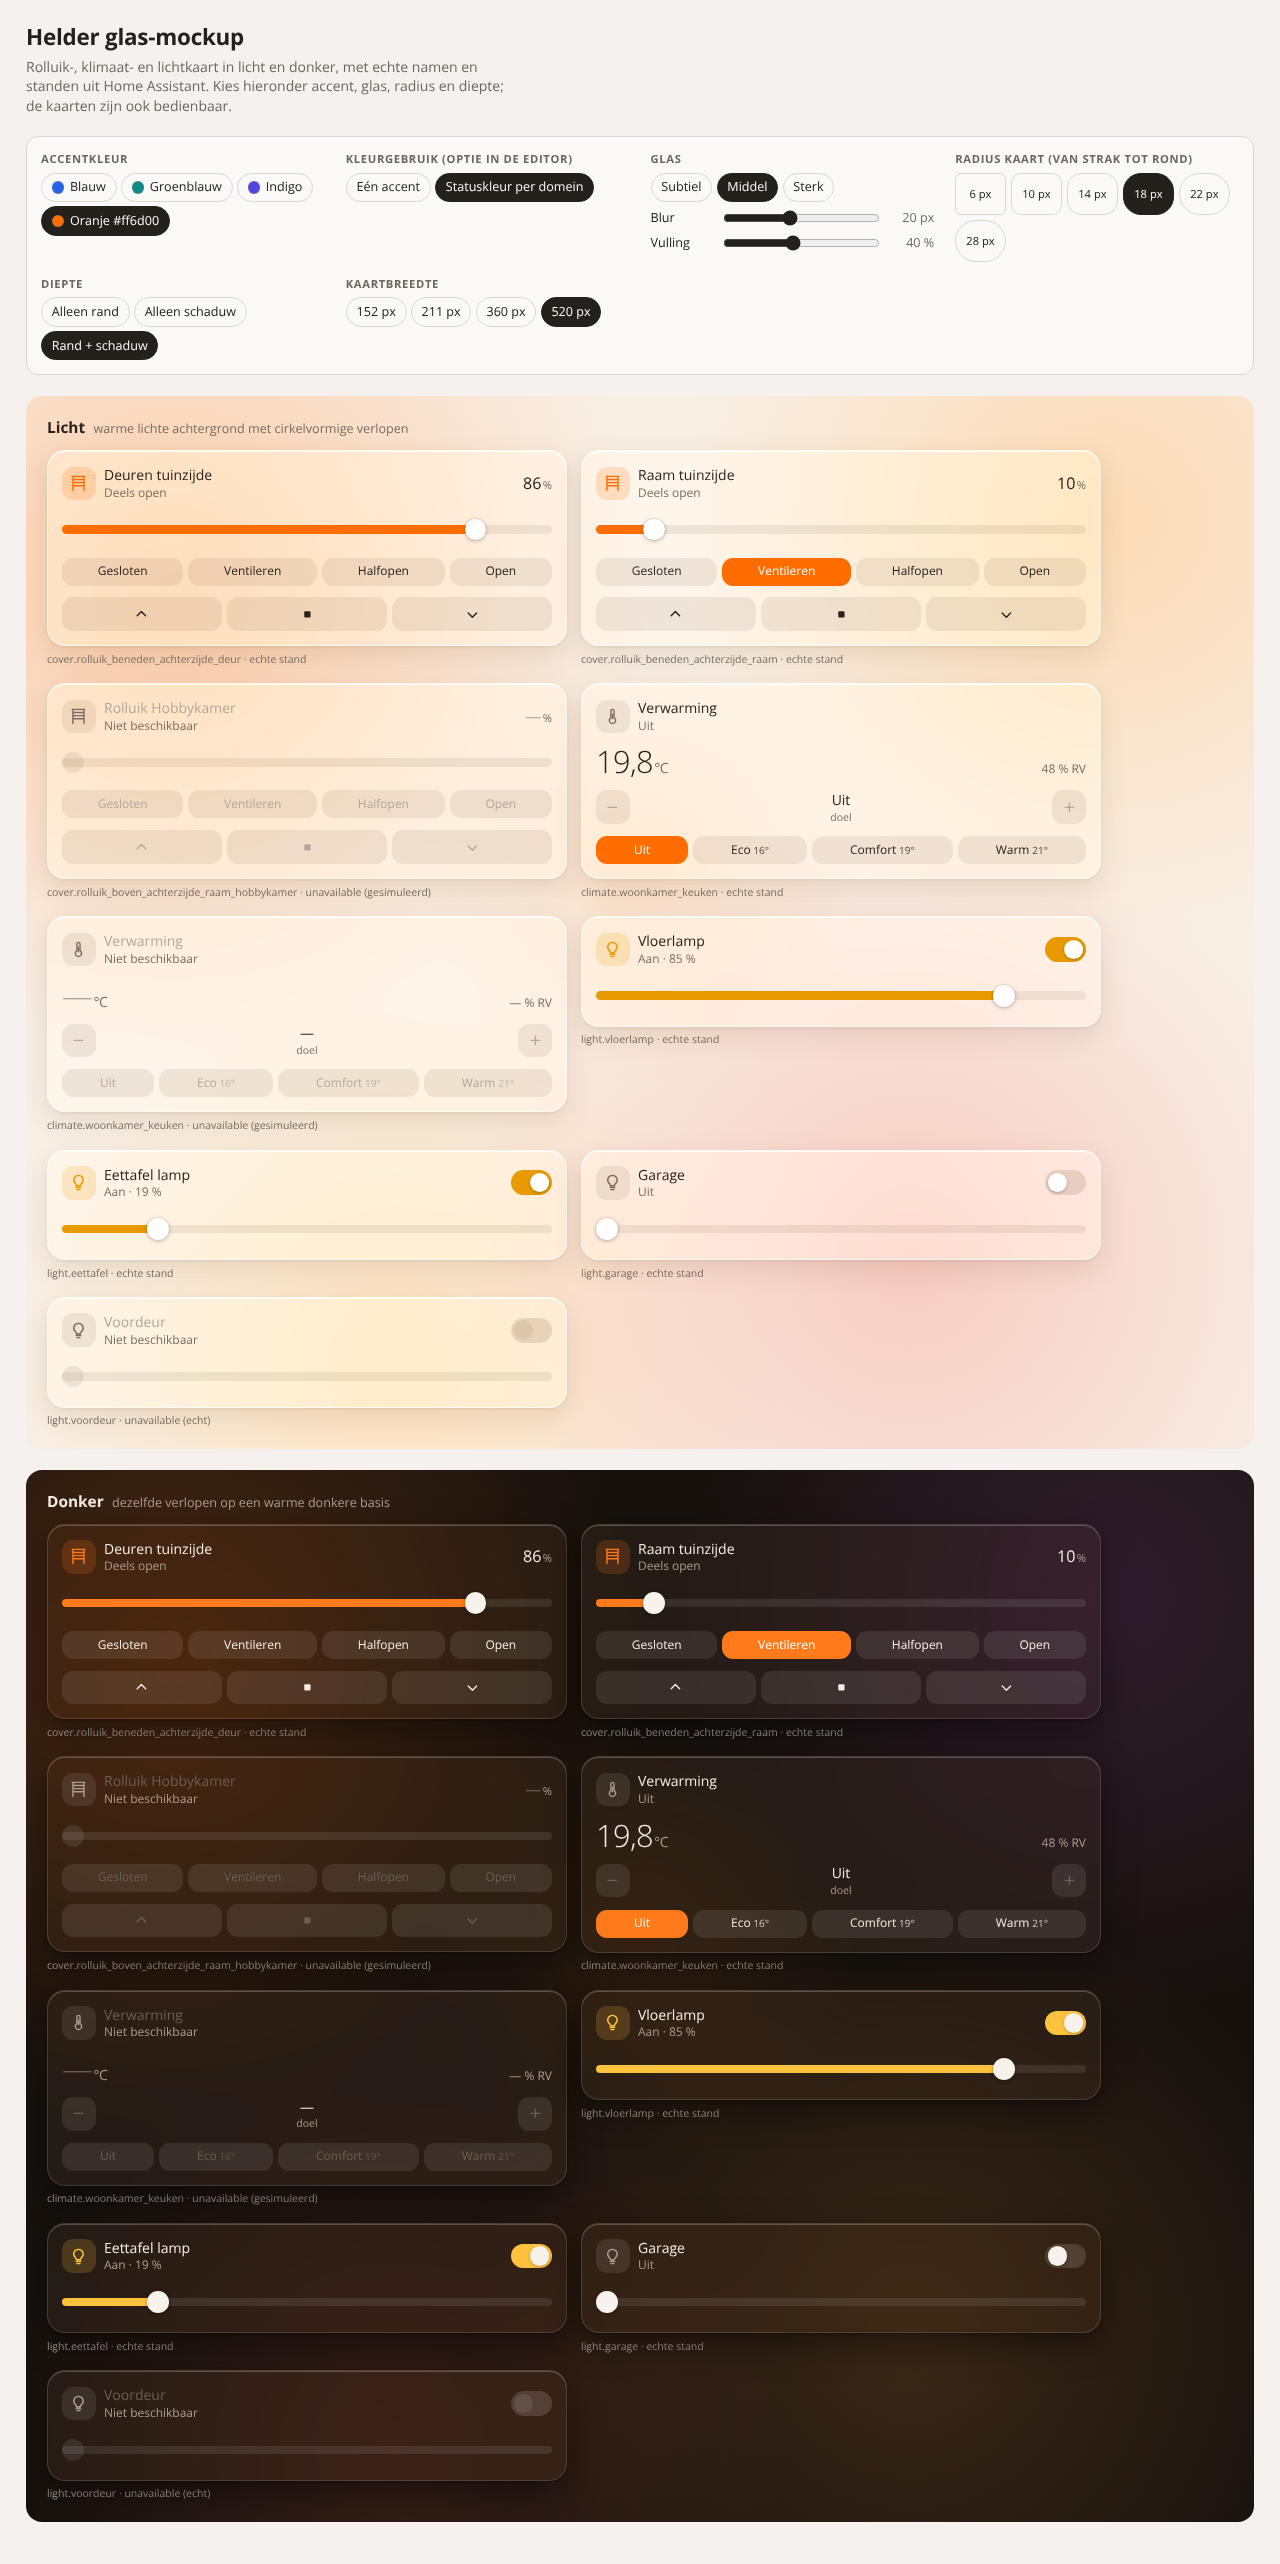 Helder glas-mockup
Rolluik-, klimaat- en lichtkaart in licht en donker, met echte namen en
standen uit Home Assistant. Kies hieronder accent, glas, radius en diepte;
de kaarten zijn ook bedienbaar.
ACCENTKLEUR
Blauw Groenblauw Indigo
Oranje #ff6d00
KLEURGEBRUIK (OPTIE IN DE EDITOR)
Eén accent Statuskleur per domein
GLAS
Subtiel Middel Sterk
Blur 20 px
Vulling 40 %
RADIUS KAART (VAN STRAK TOT ROND)
6 px 10 px 14 px 18 px 22 px
28 px
DIEPTE
Alleen rand Alleen schaduw
Rand + schaduw
KAARTBREEDTE
152 px 211 px 360 px 520 px
Licht warme lichte achtergrond met cirkelvormige verlopen
Deuren tuinzijde
Deels open
86 %
Gesloten Ventileren Halfopen Open
cover.rolluik_beneden_achterzijde_deur · echte stand
Raam tuinzijde
Deels open
10 %
Gesloten Ventileren Halfopen Open
cover.rolluik_beneden_achterzijde_raam · echte stand
Rolluik Hobbykamer
Niet beschikbaar
— %
Gesloten Ventileren Halfopen Open
cover.rolluik_boven_achterzijde_raam_hobbykamer · unavailable (gesimuleerd)
Verwarming
Uit
19,8 °C
48 % RV
− Uit +
doel
Uit Eco 16° Comfort 19° Warm 21°
climate.woonkamer_keuken · echte stand
Verwarming
Niet beschikbaar
— °C
— % RV
− — +
doel
Uit Eco 16° Comfort 19° Warm 21°
climate.woonkamer_keuken · unavailable (gesimuleerd)
Vloerlamp
Aan · 85 %
light.vloerlamp · echte stand
Eettafel lamp
Aan · 19 %
light.eettafel · echte stand
Garage
Uit
light.garage · echte stand
Voordeur
Niet beschikbaar
light.voordeur · unavailable (echt)
Donker dezelfde verlopen op een warme donkere basis
Deuren tuinzijde
Deels open
86 %
Gesloten Ventileren Halfopen Open
cover.rolluik_beneden_achterzijde_deur · echte stand
Raam tuinzijde
Deels open
10 %
Gesloten Ventileren Halfopen Open
cover.rolluik_beneden_achterzijde_raam · echte stand
Rolluik Hobbykamer
Niet beschikbaar
— %
Gesloten Ventileren Halfopen Open
cover.rolluik_boven_achterzijde_raam_hobbykamer · unavailable (gesimuleerd)
Verwarming
Uit
19,8 °C
48 % RV
− Uit +
doel
Uit Eco 16° Comfort 19° Warm 21°
climate.woonkamer_keuken · echte stand
Verwarming
Niet beschikbaar
— °C
— % RV
− — +
doel
Uit Eco 16° Comfort 19° Warm 21°
climate.woonkamer_keuken · unavailable (gesimuleerd)
Vloerlamp
Aan · 85 %
light.vloerlamp · echte stand
Eettafel lamp
Aan · 19 %
light.eettafel · echte stand
Garage
Uit
light.garage · echte stand
Voordeur
Niet beschikbaar
light.voordeur · unavailable (echt)